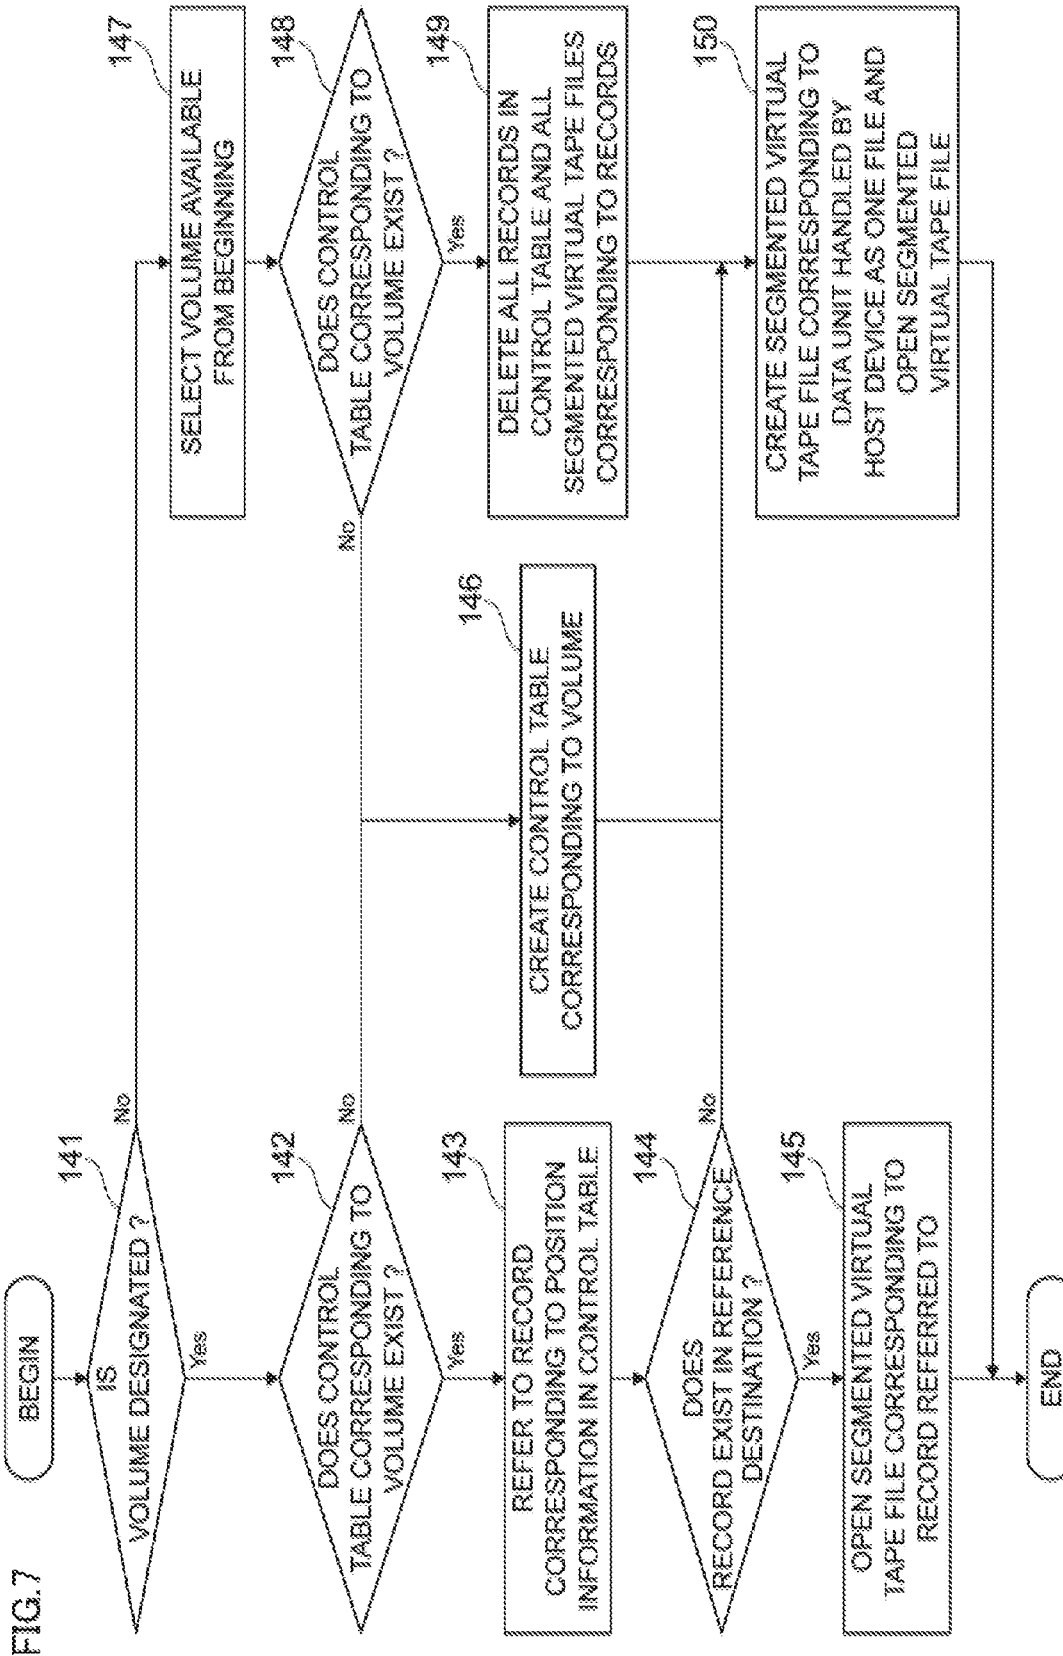 FIG.7
BEGIN
141
IS
VOLUME DESIGNATED ?
No
Yes
142
DOES CONTROL
TABLE CORRESPONDING TO
VOLUME EXIST ?
No
Yes
143
REFER TO RECORD
CORRESPONDING TO POSITION
INFORMATION IN CONTROL TABLE
144
DOES
RECORD EXIST IN REFERENCE
DESTINATION ?
No
Yes
145
OPEN SEGMENTED VIRTUAL
TAPE FILE CORRESPONDING TO
RECORD REFERRED TO
END
146
CREATE CONTROL TABLE
CORRESPONDING TO VOLUME
147
SELECT VOLUME AVAILABLE
FROM BEGINNING
148
DOES CONTROL
TABLE CORRESPONDING TO
VOLUME EXIST ?
No
Yes
149
DELETE ALL RECORDS IN
CONTROL TABLE AND ALL
SEGMENTED VIRTUAL TAPE FILES
CORRESPONDING TO RECORDS
150
CREATE SEGMENTED VIRTUAL
TAPE FILE CORRESPONDING TO
DATA UNIT HANDLED BY
HOST DEVICE AS ONE FILE AND
OPEN SEGMENTED
VIRTUAL TAPE FILE